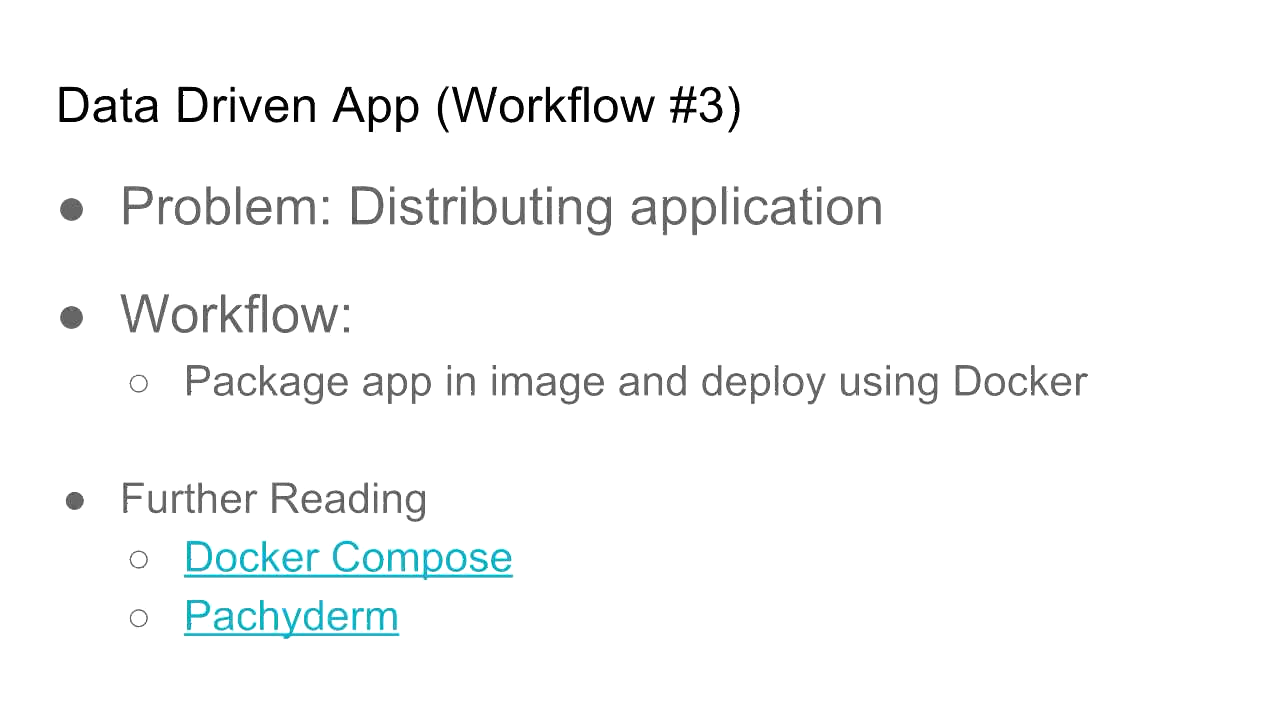 Data Driven App (Workflow #3)
● Problem: Distributing application
● Workflow:
○ Package app in image and deploy using Docker
● Further Reading
○ Docker Compose
○ Pachyderm